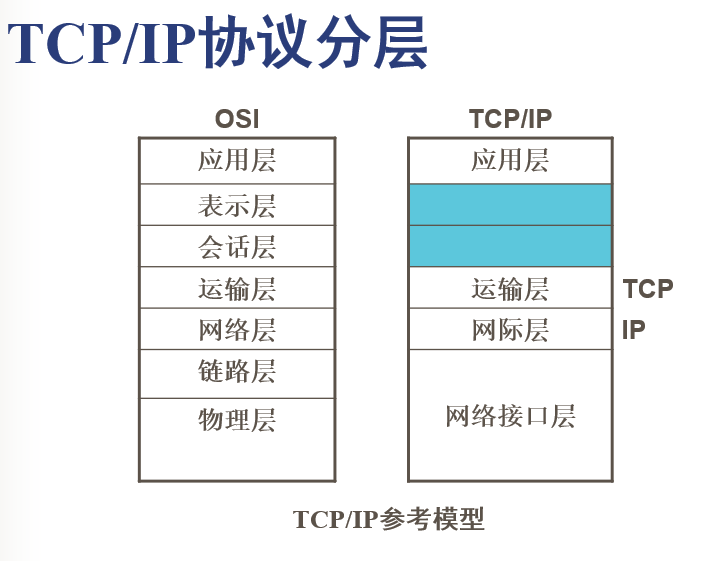 TCP/IP协议分层
OSI
应用层
表示层
会话层
运输层
网络层
链路层
物理层
TCP/IP
应用层
运输层
TCP
网际层
IP
网络接口层
TCP/IP参考模型